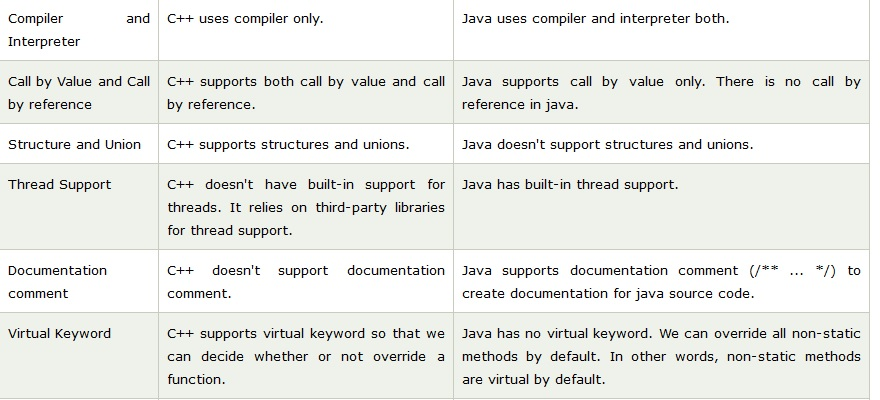 Compiler and
Interpreter
C++ uses compiler only.
Java uses compiler and interpreter both.
Call by Value and Call
by reference
C++ supports both call by value and call
by reference.
Java supports call by value only. There is no call by
reference in java.
Structure and Union
C++ supports structures and unions.
Java doesn't support structures and unions.
Thread Support
C++ doesn't have built-in support for
threads. It relies on third-party libraries
for thread support.
Java has built-in thread support.
Documentation
comment
C++ doesn't support documentation
comment.
Java supports documentation comment (/** ... */) to
create documentation for java source code.
Virtual Keyword
C++ supports virtual keyword so that we
can decide whether or not override a
function.
Java has no virtual keyword. We can override all non-static
methods by default. In other words, non-static methods
are virtual by default.